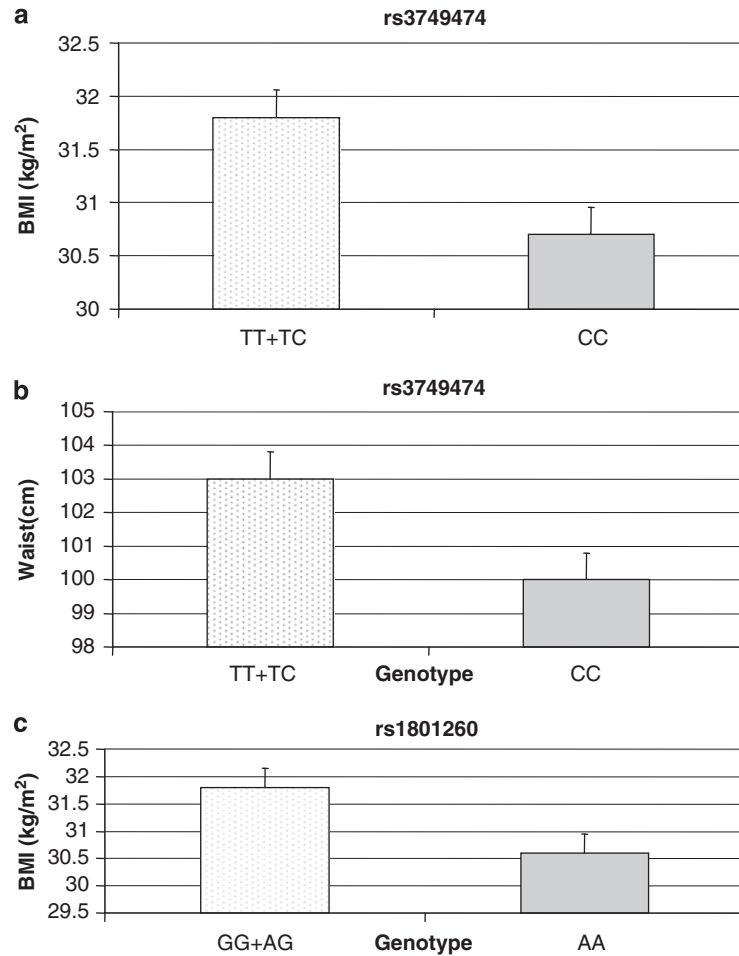 a
rs3749474
BMI (kg/m²)
32.5
32
31.5
31
30.5
30
TT+TC
CC
b
rs3749474
Waist(cm)
105
104
103
102
101
100
99
98
TT+TC
Genotype
CC
c
rs1801260
BMI (kg/m²)
32.5
32
31.5
31
30.5
30
29.5
GG+AG
Genotype
AA